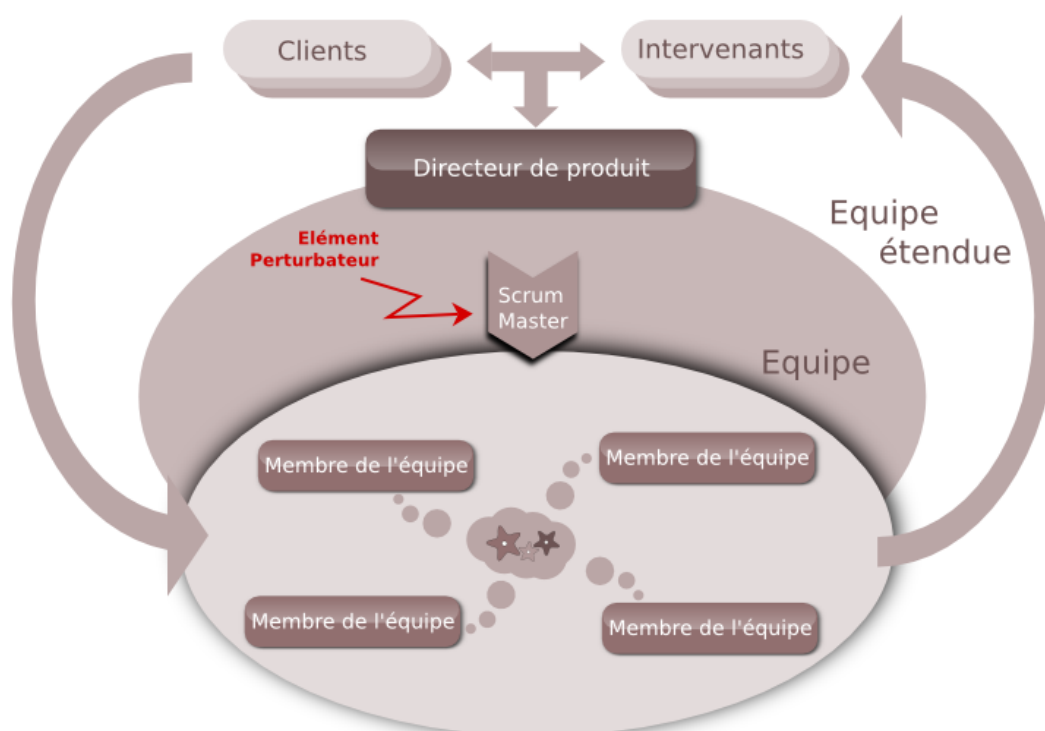 Clients
Intervenants
Directeur de produit
Equipe
étendue
Elément
Perturbateur
Scrum
Master
Equipe
Membre de l'équipe
Membre de l'équipe
Membre de l'équipe
Membre de l'équipe